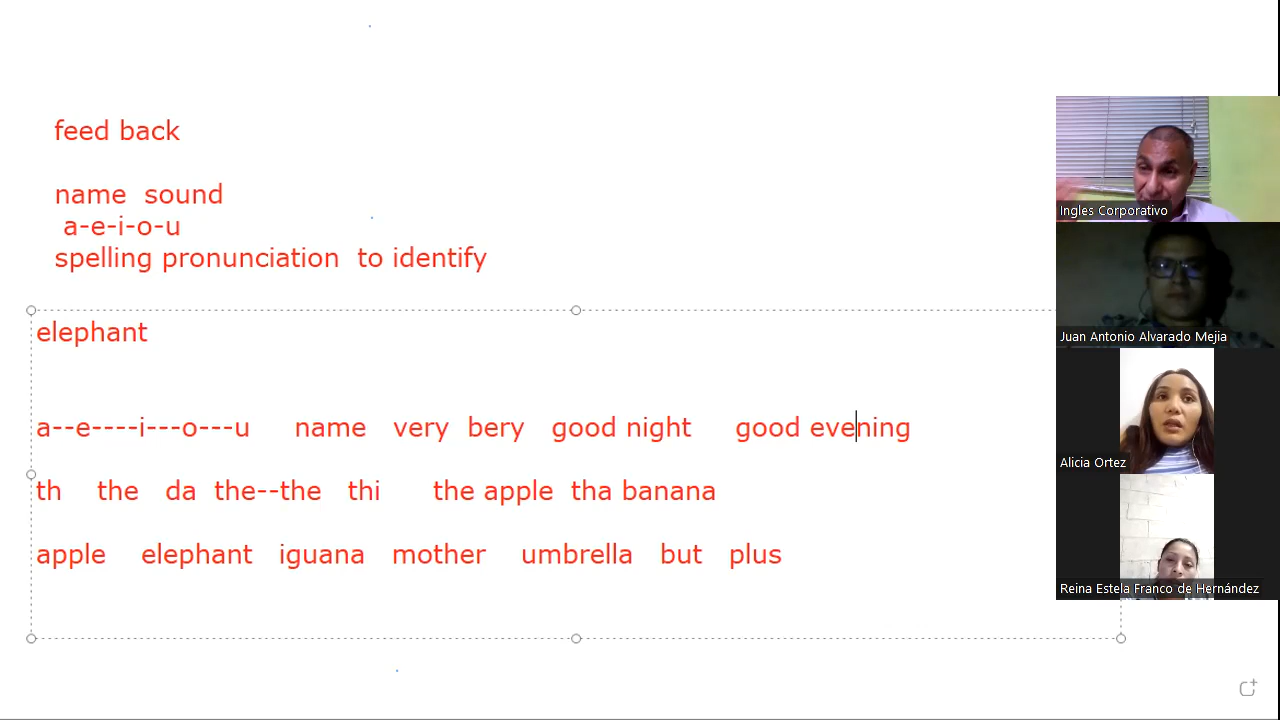 feed back
name sound
a-e-i-o-u
spelling pronunciation to identify
elephant
a--e----i---o---u name very bery good night good evening
th the da the--the thi the apple tha banana
apple elephant iguana mother umbrella but plus
Ingles Corporativo
Juan Antonio Alvarado Mejia
Alicia Ortez
Reina Estela Franco de Hernández